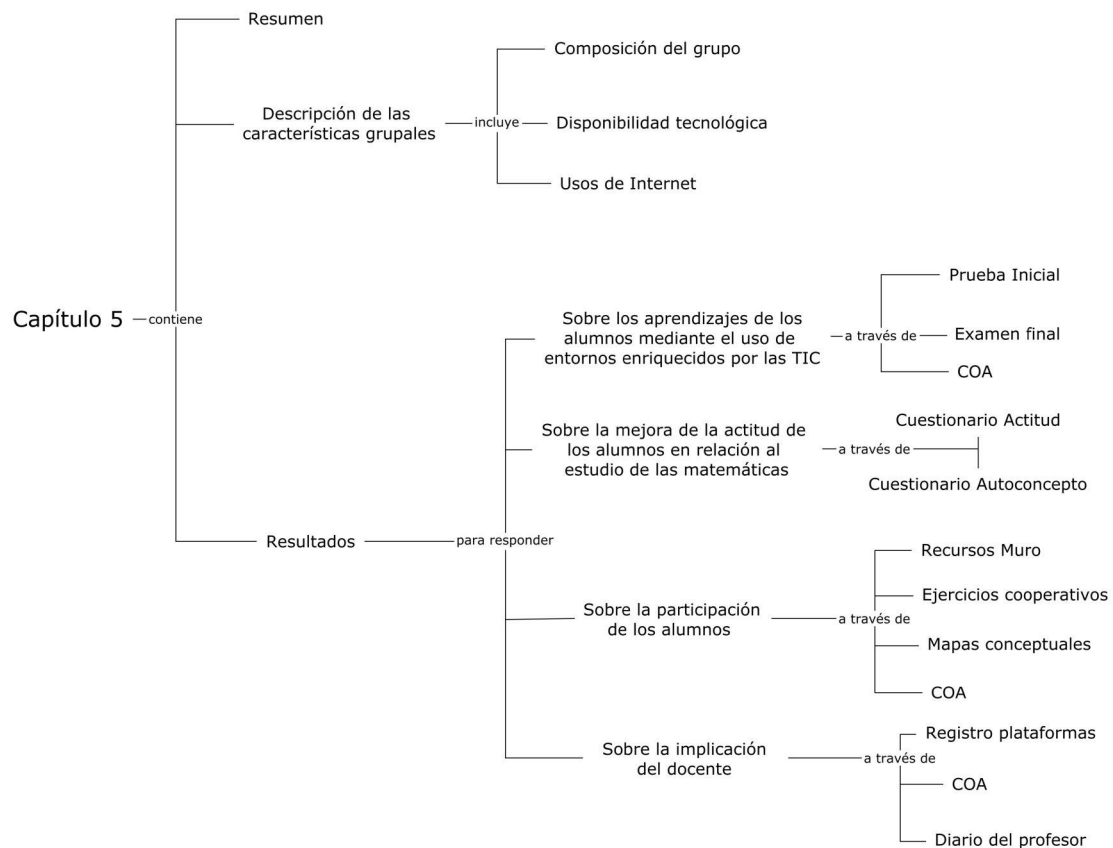 Resumen
Composición del grupo
Descripción de las
características grupales
incluye
Disponibilidad tecnológica
Usos de Internet
Capítulo 5
contiene
Prueba Inicial
Sobre los aprendizajes de los
alumnos mediante el uso de
entornos enriquecidos por las TIC
a través de
Examen final
COA
Sobre la mejora de la actitud de
los alumnos en relación al
estudio de las matemáticas
a través de
Cuestionario Actitud
Cuestionario Autoconcepto
Resultados
para responder
Recursos Muro
Ejercicios cooperativos
Sobre la participación
de los alumnos
a través de
Mapas conceptuales
COA
Sobre la implicación
del docente
a través de
Registro plataformas
COA
Diario del profesor